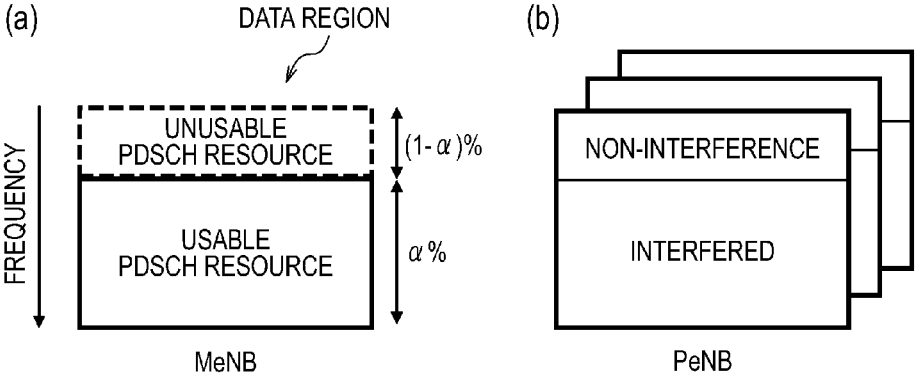 (a)
DATA REGION
FREQUENCY
UNUSABLE
PDSCH RESOURCE
(1-α)%
USABLE
PDSCH RESOURCE
α%
MeNB
(b)
NON-INTERFERENCE
INTERFERED
PeNB